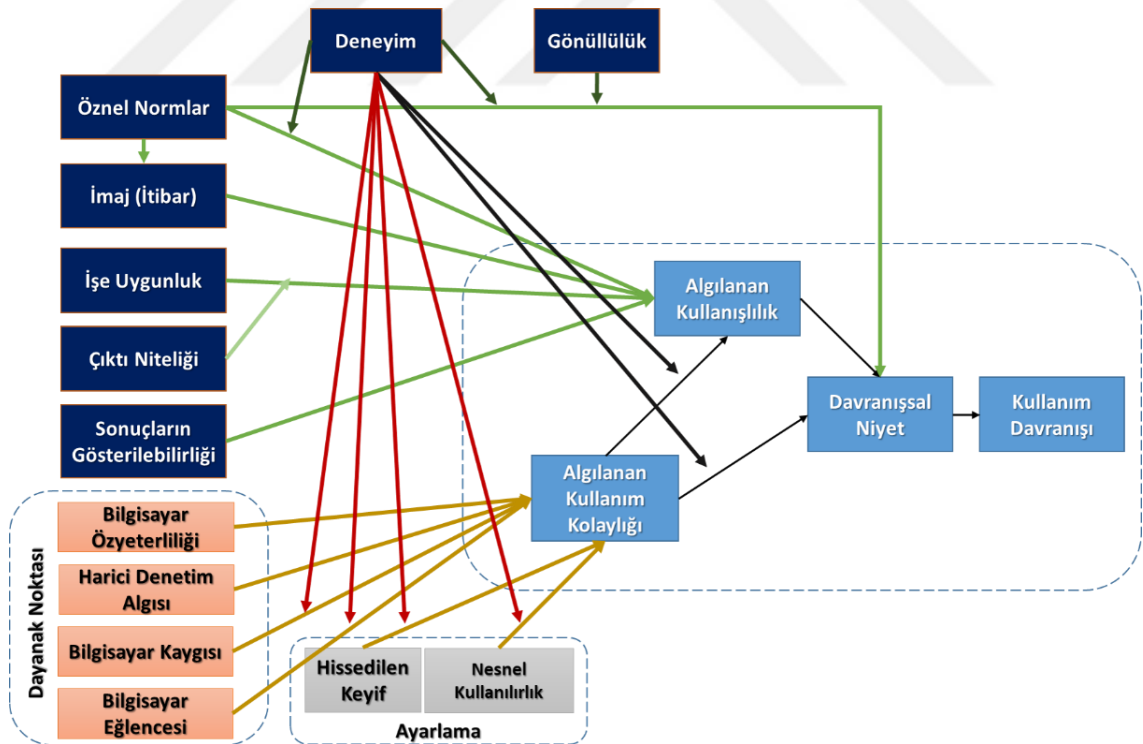 Deneyim
Gönüllülük
Öznel Normlar
İmaj (İtibar)
İşe Uygunluk
Çıktı Niteliği
Sonuçların
Gösterilebilirliği
Algılanan
Kullanışlılık
Davranışsal
Niyet
Kullanım
Davranışı
Algılanan
Kullanım
Kolaylığı
Dayanak Noktası
Bilgisayar
Özyeterliliği
Harici Denetim
Algısı
Bilgisayar Kaygısı
Bilgisayar
Eğlencesi
Hissedilen
Keyif
Nesnel
Kullanılırlık
Ayarlama